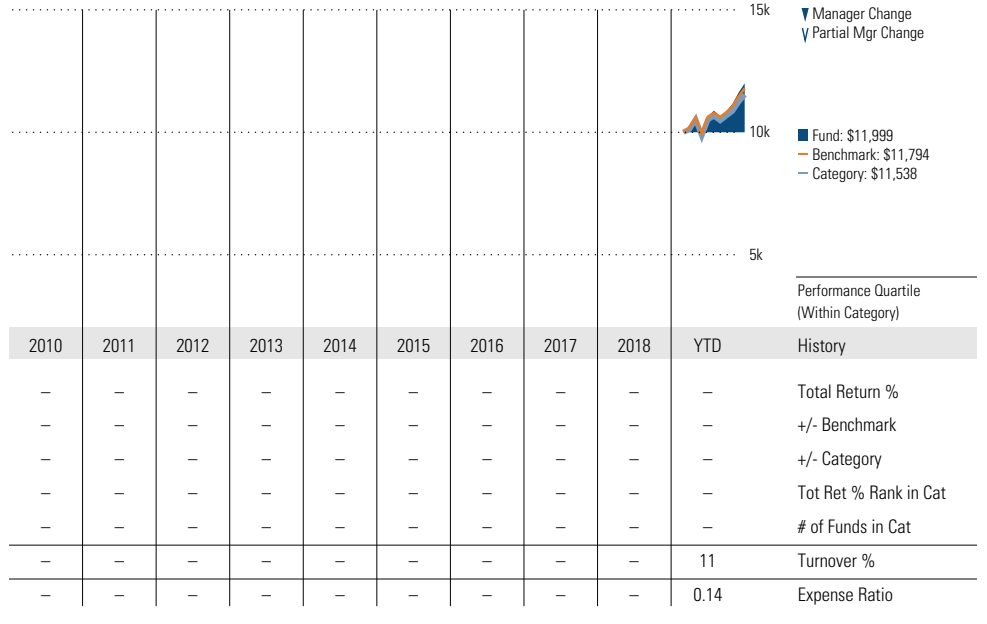 15k
Manager Change
Partial Mgr Change
10k
Fund: $11,999
Benchmark: $11,794
Category: $11,538
5k
Performance Quartile
(Within Category)
2010 2011 2012 2013 2014 2015 2016 2017 2018 YTD History
– – – – – – – – – – Total Return %
– – – – – – – – – – +/- Benchmark
– – – – – – – – – – +/- Category
– – – – – – – – – – Tot Ret % Rank in Cat
– – – – – – – – – – # of Funds in Cat
– – – – – – – – – 11 Turnover %
– – – – – – – – – 0.14 Expense Ratio